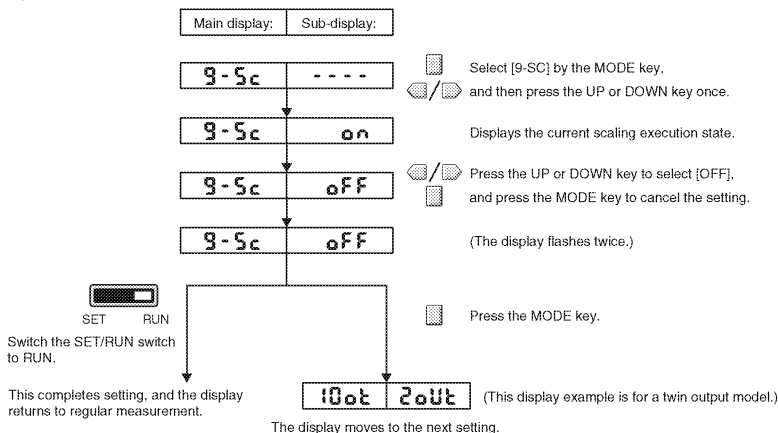 Main display: Sub-display:
9-Sc ----
Select [9-SC] by the MODE key,
and then press the UP or DOWN key once.
9-Sc on
Displays the current scaling execution state.
9-Sc oFF
Press the UP or DOWN key to select [OFF],
and press the MODE key to cancel the setting.
9-Sc oFF
(The display flashes twice.)
SET RUN
Press the MODE key.
Switch the SET/RUN switch
to RUN.
This completes setting, and the display
returns to regular measurement.
10ot 2oUt
(This display example is for a twin output model.)
The display moves to the next setting.